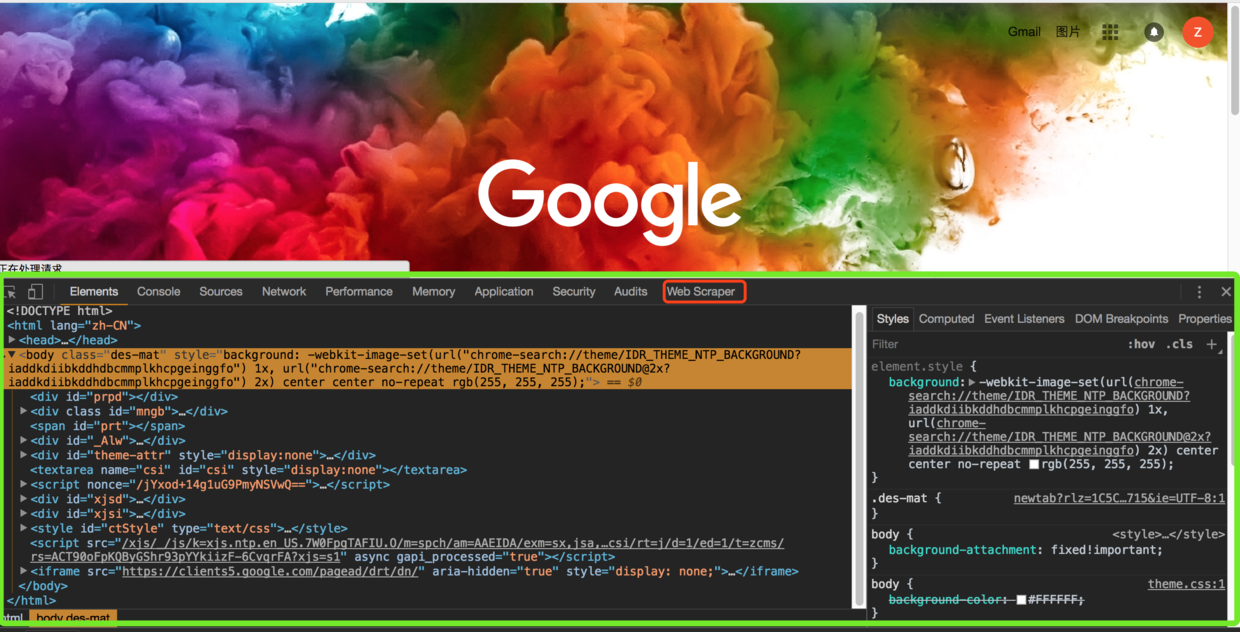 Gmail 图片 Z
Google
正在处理请求
Elements Console Sources Network Performance Memory Application Security Audits Web Scraper
<!DOCTYPE html>
<html lang="zh-CN">
<head>…</head>
<body class="des-mat" style="background: -webkit-image-set(url("chrome-search://theme/IDR_THEME_NTP_BACKGROUND?
iaddkdiibkddhdbcmmplkhcpgeinggfo") 1x, url("chrome-search://theme/IDR_THEME_NTP_BACKGROUND@2x?
iaddkdiibkddhdbcmmplkhcpgeinggfo") 2x) center center no-repeat rgb(255, 255, 255);"> == $0
<div id="prpd"></div>
<div class id="mngb">…</div>
<span id="prt"></span>
<div id="_Alw">…</div>
<div id="theme-attr" style="display:none">…</div>
<textarea name="csi" id="csi" style="display:none"></textarea>
<script nonce="/jYxod+14g1uG9PmyNSVwQ==">…</script>
<div id="xjsd">…</div>
<div id="xjsi">…</div>
<style id="ctStyle" type="text/css">…</style>
<script src="/xjs/_/js/k=xjs.ntp.en_US.7W0FpgTAFIU.O/m=spch/am=AAEIDA/exm=sx,jsa,…csi/rt=j/d=1/ed=1/t=zcms/
rs=ACT90oFpKQByGShr93pYYkiizF-6CvqrFA?xjs=s1" async gapi_processed="true"></script>
<iframe src="https://clients5.google.com/pagead/drt/dn/" aria-hidden="true" style="display: none;">…</iframe>
</body>
</html>
html body.des-mat
Styles Computed Event Listeners DOM Breakpoints Properties
Filter :hov .cls +
element.style {
background: -webkit-image-set(url(chrome-
search://theme/IDR_THEME_NTP_BACKGROUND?
iaddkdiibkddhdbcmmplkhcpgeinggfo) 1x,
url(chrome-
search://theme/IDR_THEME_NTP_BACKGROUND@2x?
iaddkdiibkddhdbcmmplkhcpgeinggfo) 2x) center
center no-repeat rgb(255, 255, 255);
}
.des-mat { newtab?rlz=1C5C…715&ie=UTF-8:1
}
body { <style>…</style>
background-attachment: fixed!important;
}
body { theme.css:1
background-color: #FFFFFF;
}